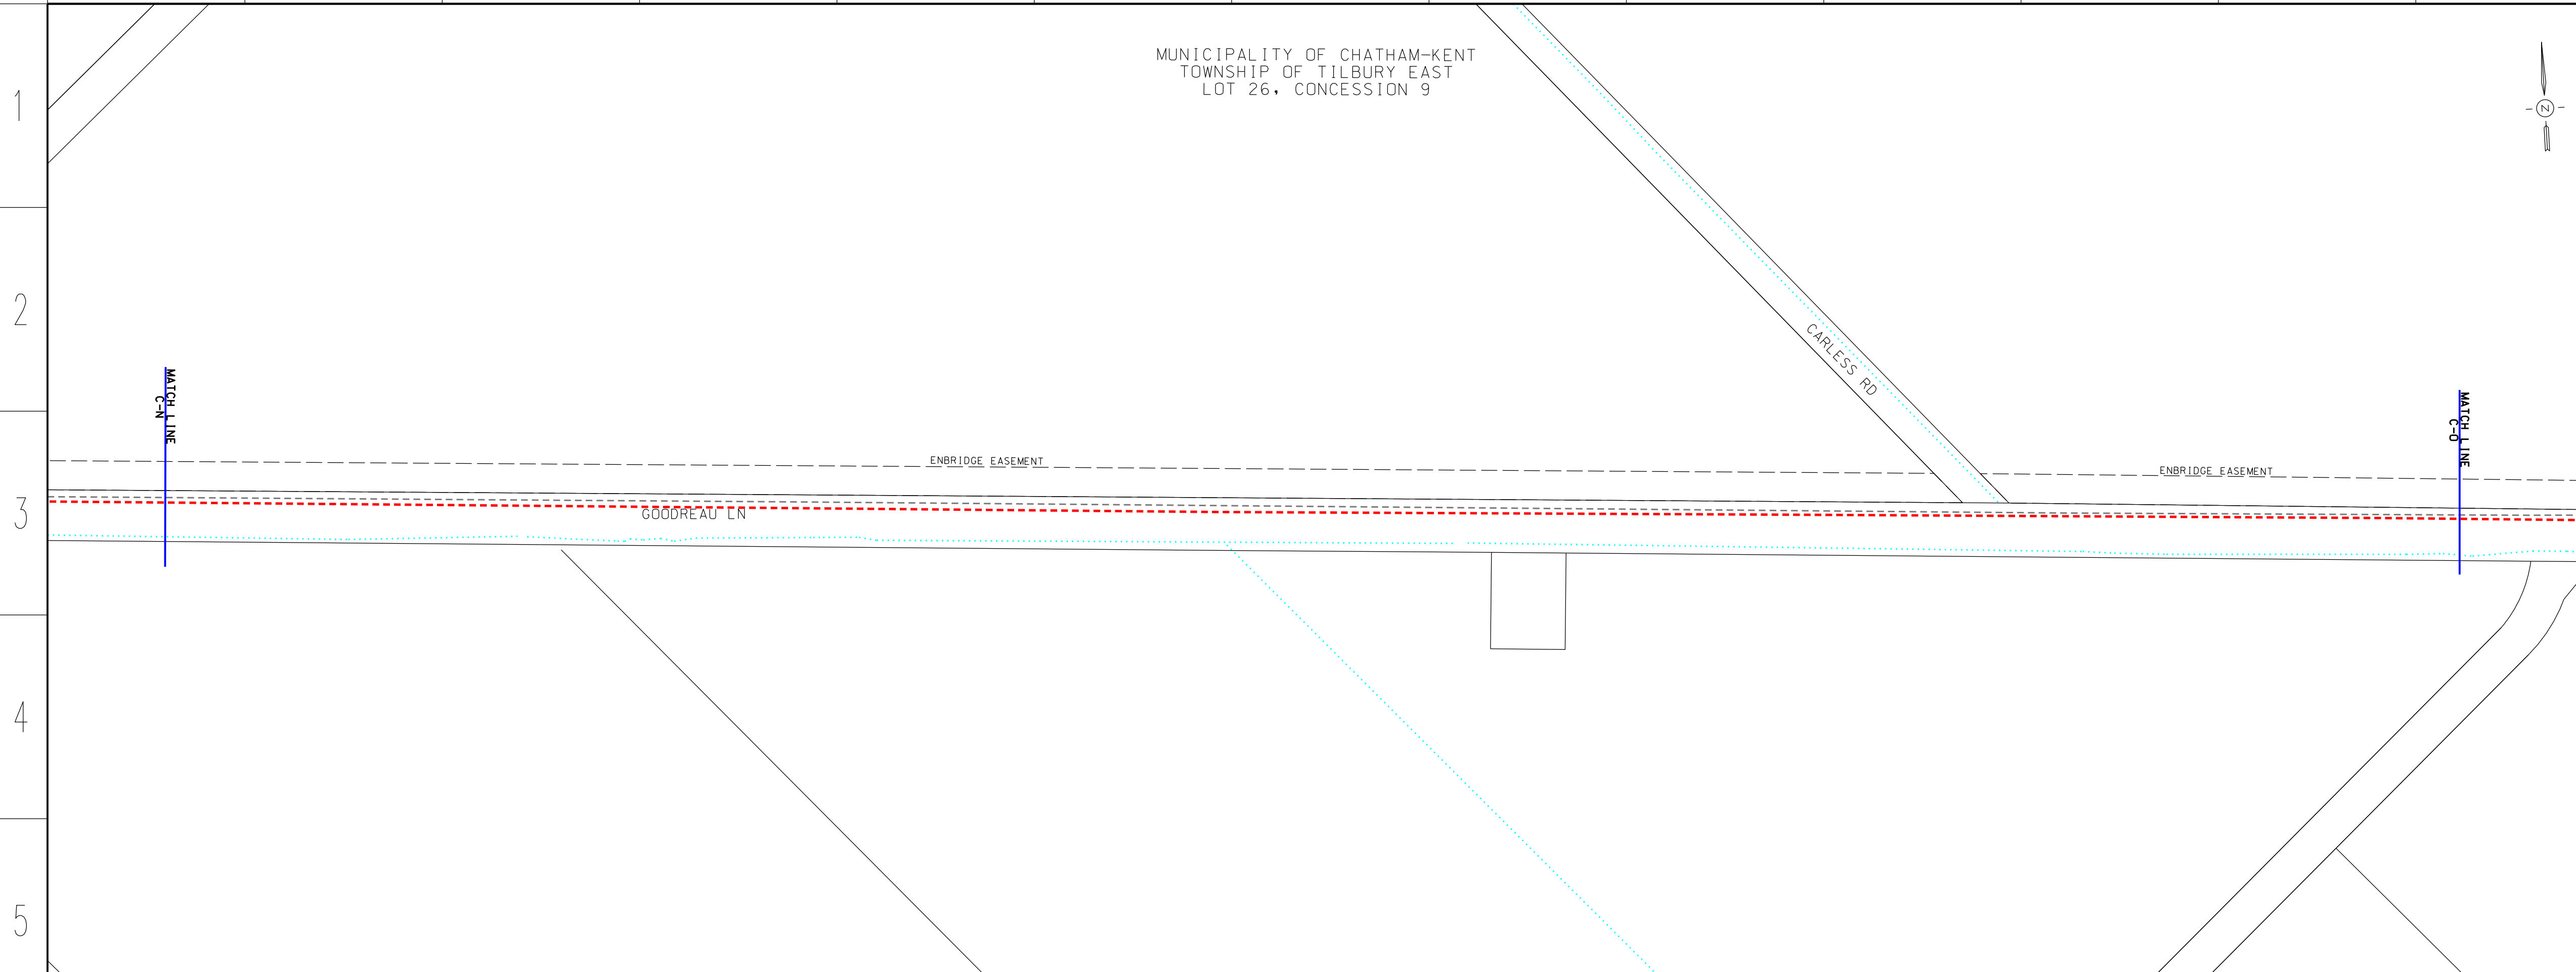 MUNICIPALITY OF CHATHAM-KENT
TOWNSHIP OF TILBURY EAST
LOT 26, CONCESSION 9
N
1
2
CARLESS RD
MATCH LINE
C-N
MATCH LINE
C-O
ENBRIDGE EASEMENT
ENBRIDGE EASEMENT
3
GOODREAU LN
4
5